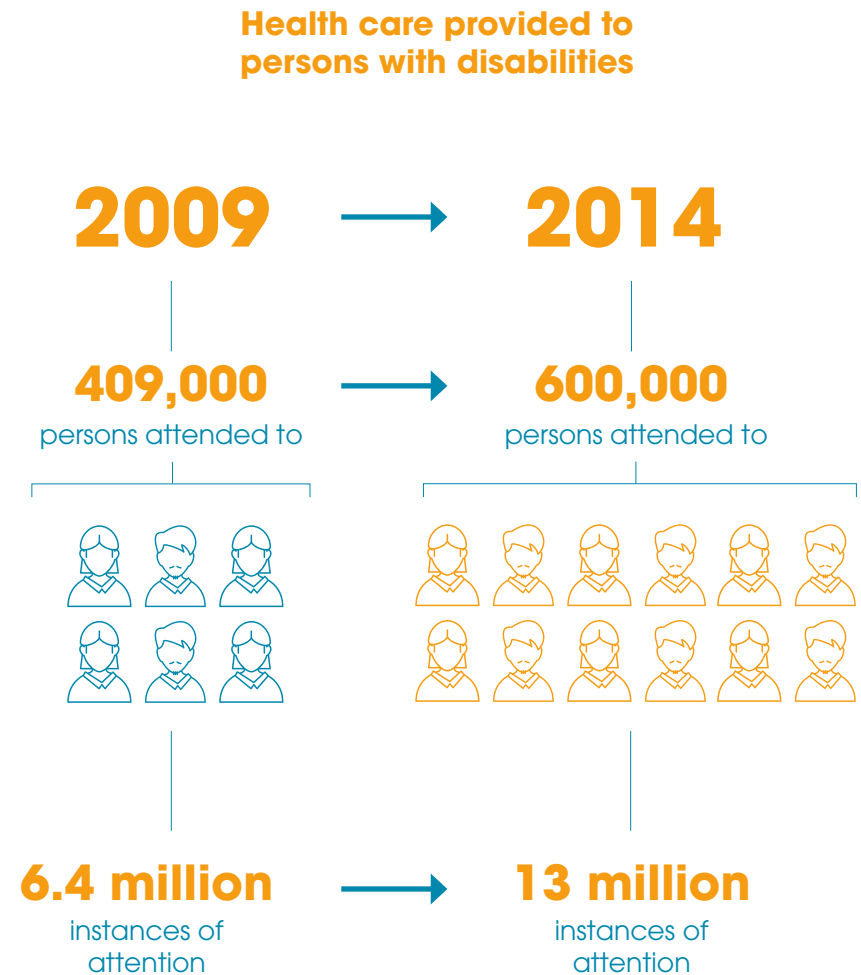 Health care provided to
persons with disabilities
2009
2014
409,000
persons attended to
600,000
persons attended to
6.4 million
instances of
attention
13 million
instances of
attention